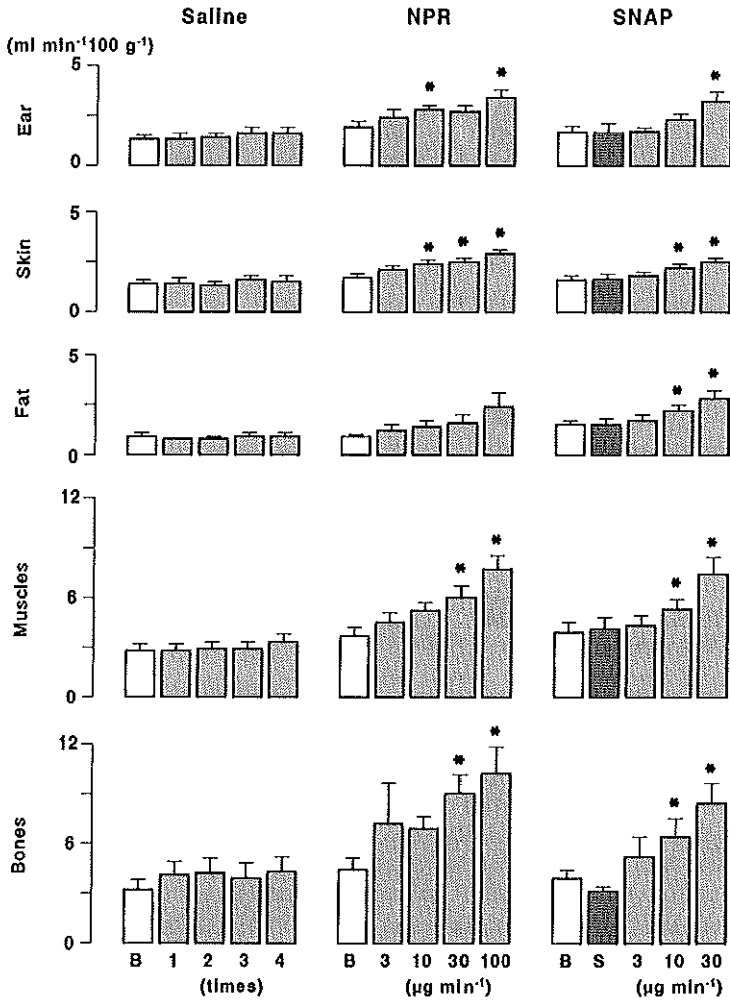 Saline NPR SNAP
(ml min-1100 g-1)
Ear
5
0
* * *
Skin
5
0
* * * * *
Fat
5
0
* *
Muscles
12
6
0
* * * *
Bones
12
6
0
* * * *
B 1 2 3 4 B 3 10 30 100 B S 3 10 30
(times) (µg min-1) (µg min-1)